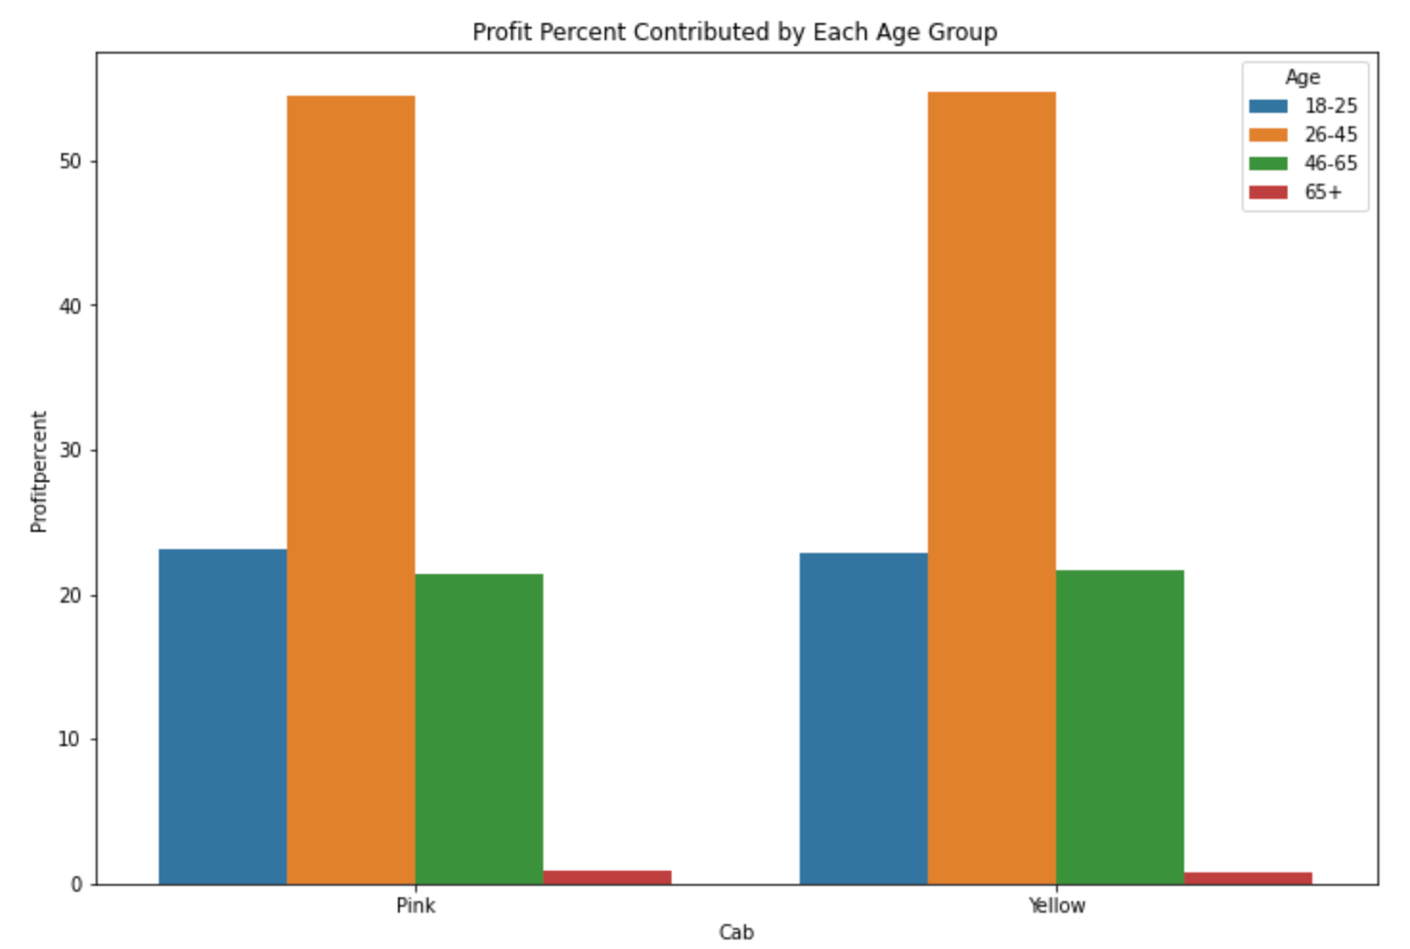 Profit Percent Contributed by Each Age Group
Age
18-25
26-45
46-65
65+
50
40
30
20
10
0
Profitpercent
Pink
Yellow
Cab